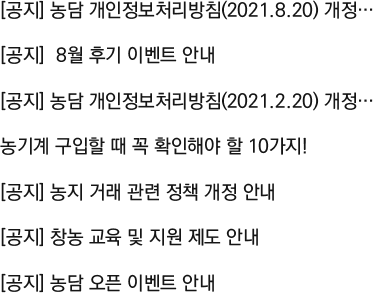 [공지] 농담 개인정보처리방침(2021.8.20) 개정…
[공지]  8월 후기 이벤트 안내
[공지] 농담 개인정보처리방침(2021.2.20) 개정…
농기계 구입할 때 꼭 확인해야 할 10가지!
[공지] 농지 거래 관련 정책 개정 안내
[공지] 창농 교육 및 지원 제도 안내
[공지] 농담 오픈 이벤트 안내